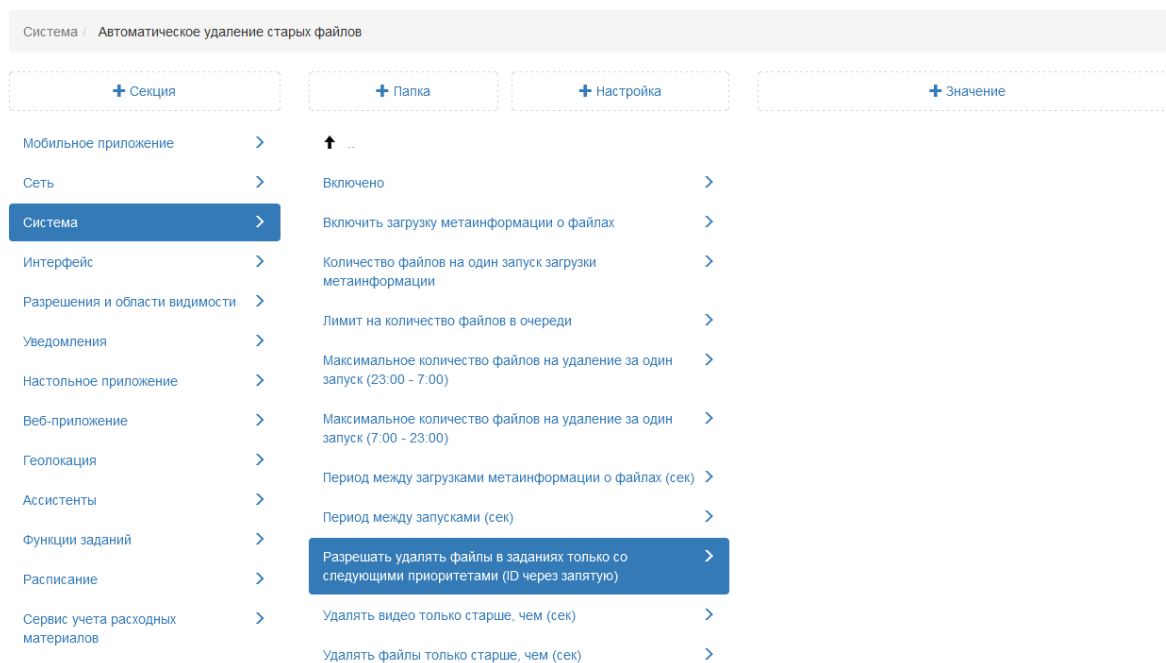 Система / Автоматическое удаление старых файлов
+ Секция
+ Папка
+ Настройка
+ Значение
Мобильное приложение
Сеть
Система
Интерфейс
Разрешения и области видимости
Уведомления
Настольное приложение
Веб-приложение
Геолокация
Ассистенты
Функции заданий
Расписание
Сервис учета расходных
материалов
..
Включено
Включить загрузку метаинформации о файлах
Количество файлов на один запуск загрузки
метаинформации
Лимит на количество файлов в очереди
Максимальное количество файлов на удаление за один
запуск (23:00 - 7:00)
Максимальное количество файлов на удаление за один
запуск (7:00 - 23:00)
Период между загрузками метаинформации о файлах (сек)
Период между запусками (сек)
Разрешать удалять файлы в заданиях только со
следующими приоритетами (ID через запятую)
Удалять видео только старше, чем (сек)
Удалять файлы только старше, чем (сек)